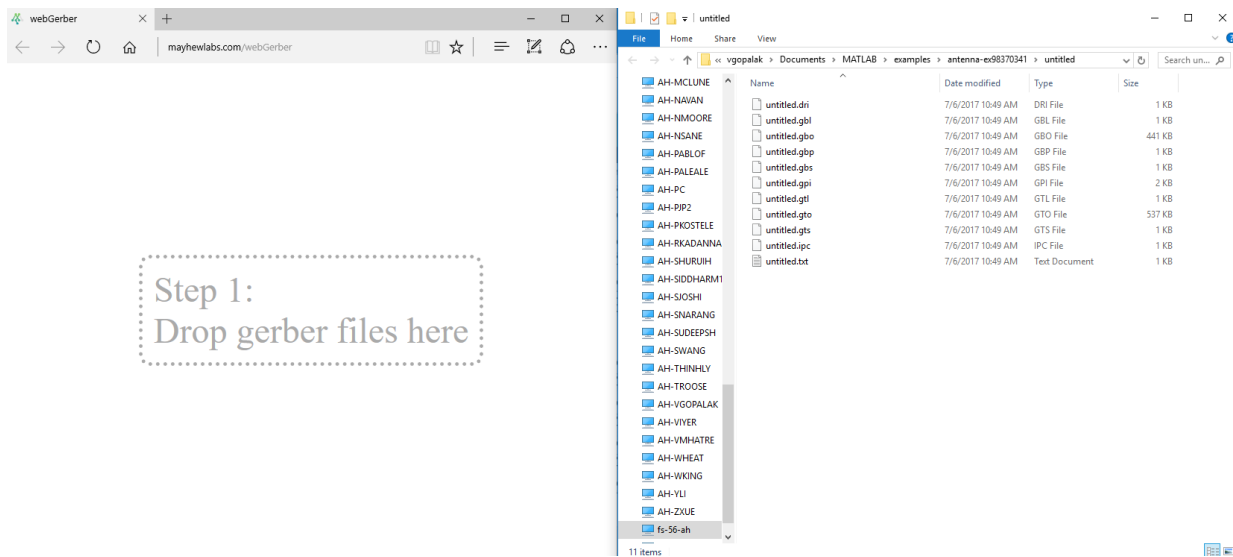 webGerber
mayhewlabs.com/webGerber
Step 1:
Drop gerber files here
untitled
File Home Share View
« vgopalak > Documents > MATLAB > examples > antenna-ex98370341 > untitled
Search un...
AH-MCLUNE
AH-NAVAN
AH-NMOORE
AH-NSANE
AH-PABLOF
AH-PALEALE
AH-PC
AH-PJP2
AH-PKOSTELE
AH-RKADANNA
AH-SHURUIH
AH-SIDDHARM1
AH-SJOSHI
AH-SNARANG
AH-SUDEEPSH
AH-SWANG
AH-THINHLY
AH-TROOSE
AH-VGOPALAK
AH-VIYER
AH-VMHATRE
AH-WHEAT
AH-WKING
AH-YLI
AH-ZXUE
fs-56-ah
Name Date modified Type Size
untitled.dri 7/6/2017 10:49 AM DRI File 1 KB
untitled.gbl 7/6/2017 10:49 AM GBL File 1 KB
untitled.gbo 7/6/2017 10:49 AM GBO File 441 KB
untitled.gbp 7/6/2017 10:49 AM GBP File 1 KB
untitled.gbs 7/6/2017 10:49 AM GBS File 1 KB
untitled.gpi 7/6/2017 10:49 AM GPI File 2 KB
untitled.gtl 7/6/2017 10:49 AM GTL File 1 KB
untitled.gto 7/6/2017 10:49 AM GTO File 537 KB
untitled.gts 7/6/2017 10:49 AM GTS File 1 KB
untitled.ipc 7/6/2017 10:49 AM IPC File 1 KB
untitled.txt 7/6/2017 10:49 AM Text Document 1 KB
11 items